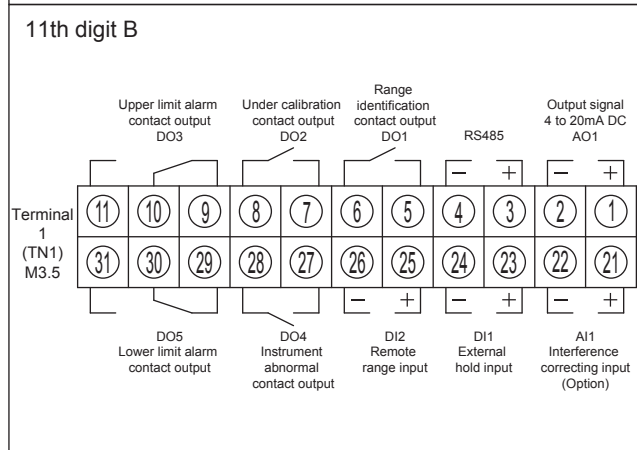 11th digit B
Upper limit alarm
contact output
DO3
Under calibration
contact output
DO2
Range
identification
contact output
DO1
RS485
Output signal
4 to 20mA DC
AO1
− +
− +
Terminal
1
(TN1)
M3.5
11 10 9 8 7 6 5 4 3 2 1
31 30 29 28 27 26 25 24 23 22 21
− +
− +
− +
DO5
Lower limit alarm
contact output
DO4
Instrument
abnormal
contact output
DI2
Remote
range input
DI1
External
hold input
AI1
Interference
correcting input
(Option)